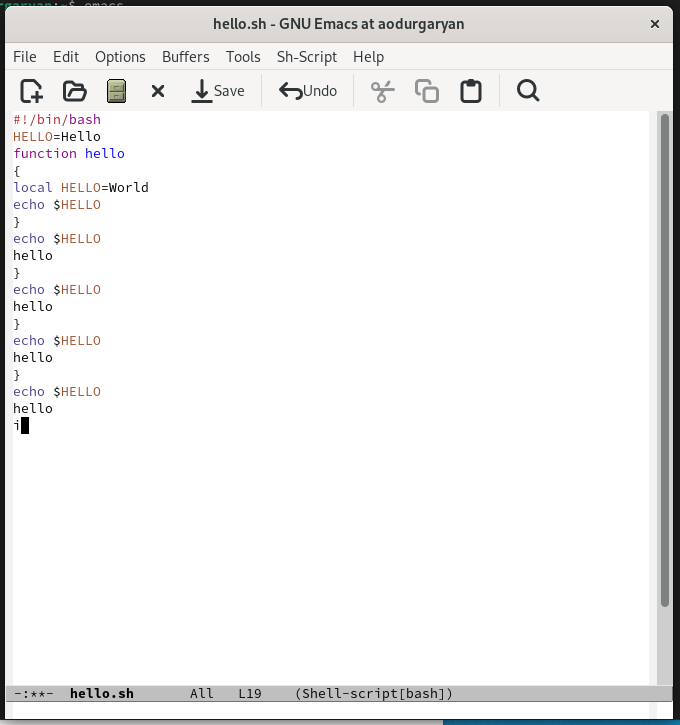 hello.sh - GNU Emacs at aodurgaryan
File Edit Options Buffers Tools Sh-Script Help
Save Undo
#!/bin/bash
HELLO=Hello
function hello
{
local HELLO=World
echo $HELLO
}
echo $HELLO
hello
}
echo $HELLO
hello
}
echo $HELLO
hello
}
echo $HELLO
hello
i
-:**- hello.sh All L19 (Shell-script[bash])